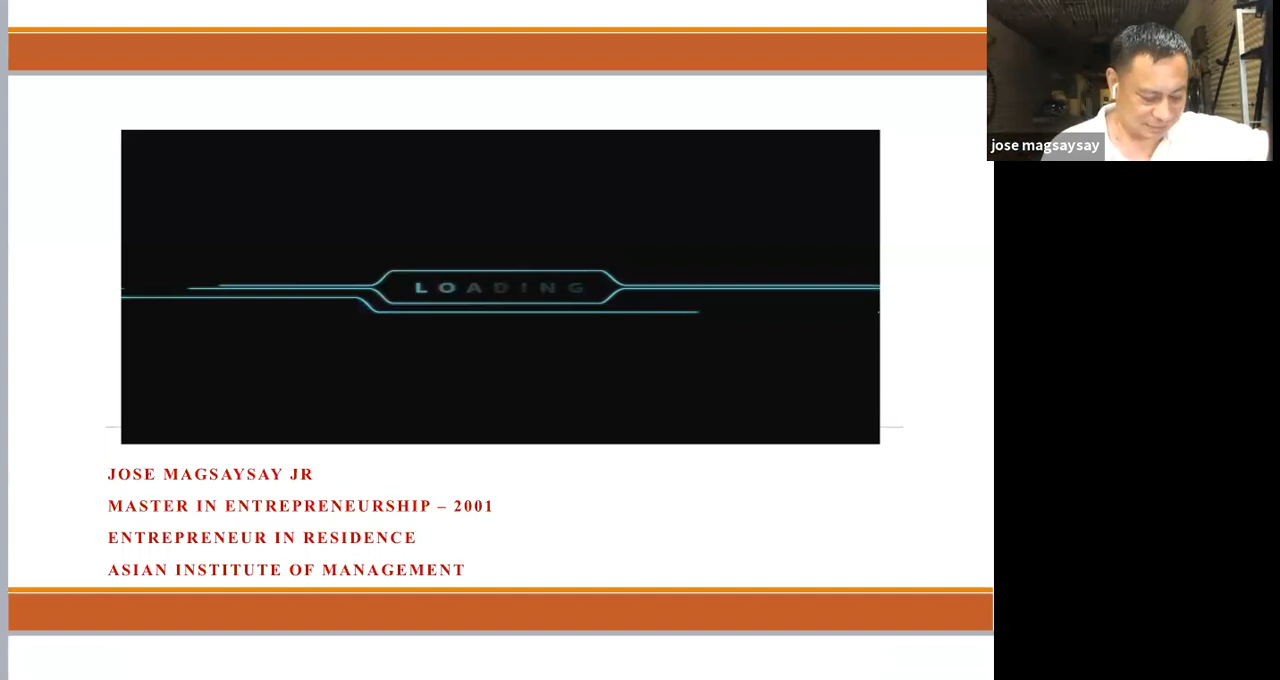 jose magsaysay
LOADING
JOSE MAGSAYSAY JR
MASTER IN ENTREPRENEURSHIP – 2001
ENTREPRENEUR IN RESIDENCE
ASIAN INSTITUTE OF MANAGEMENT